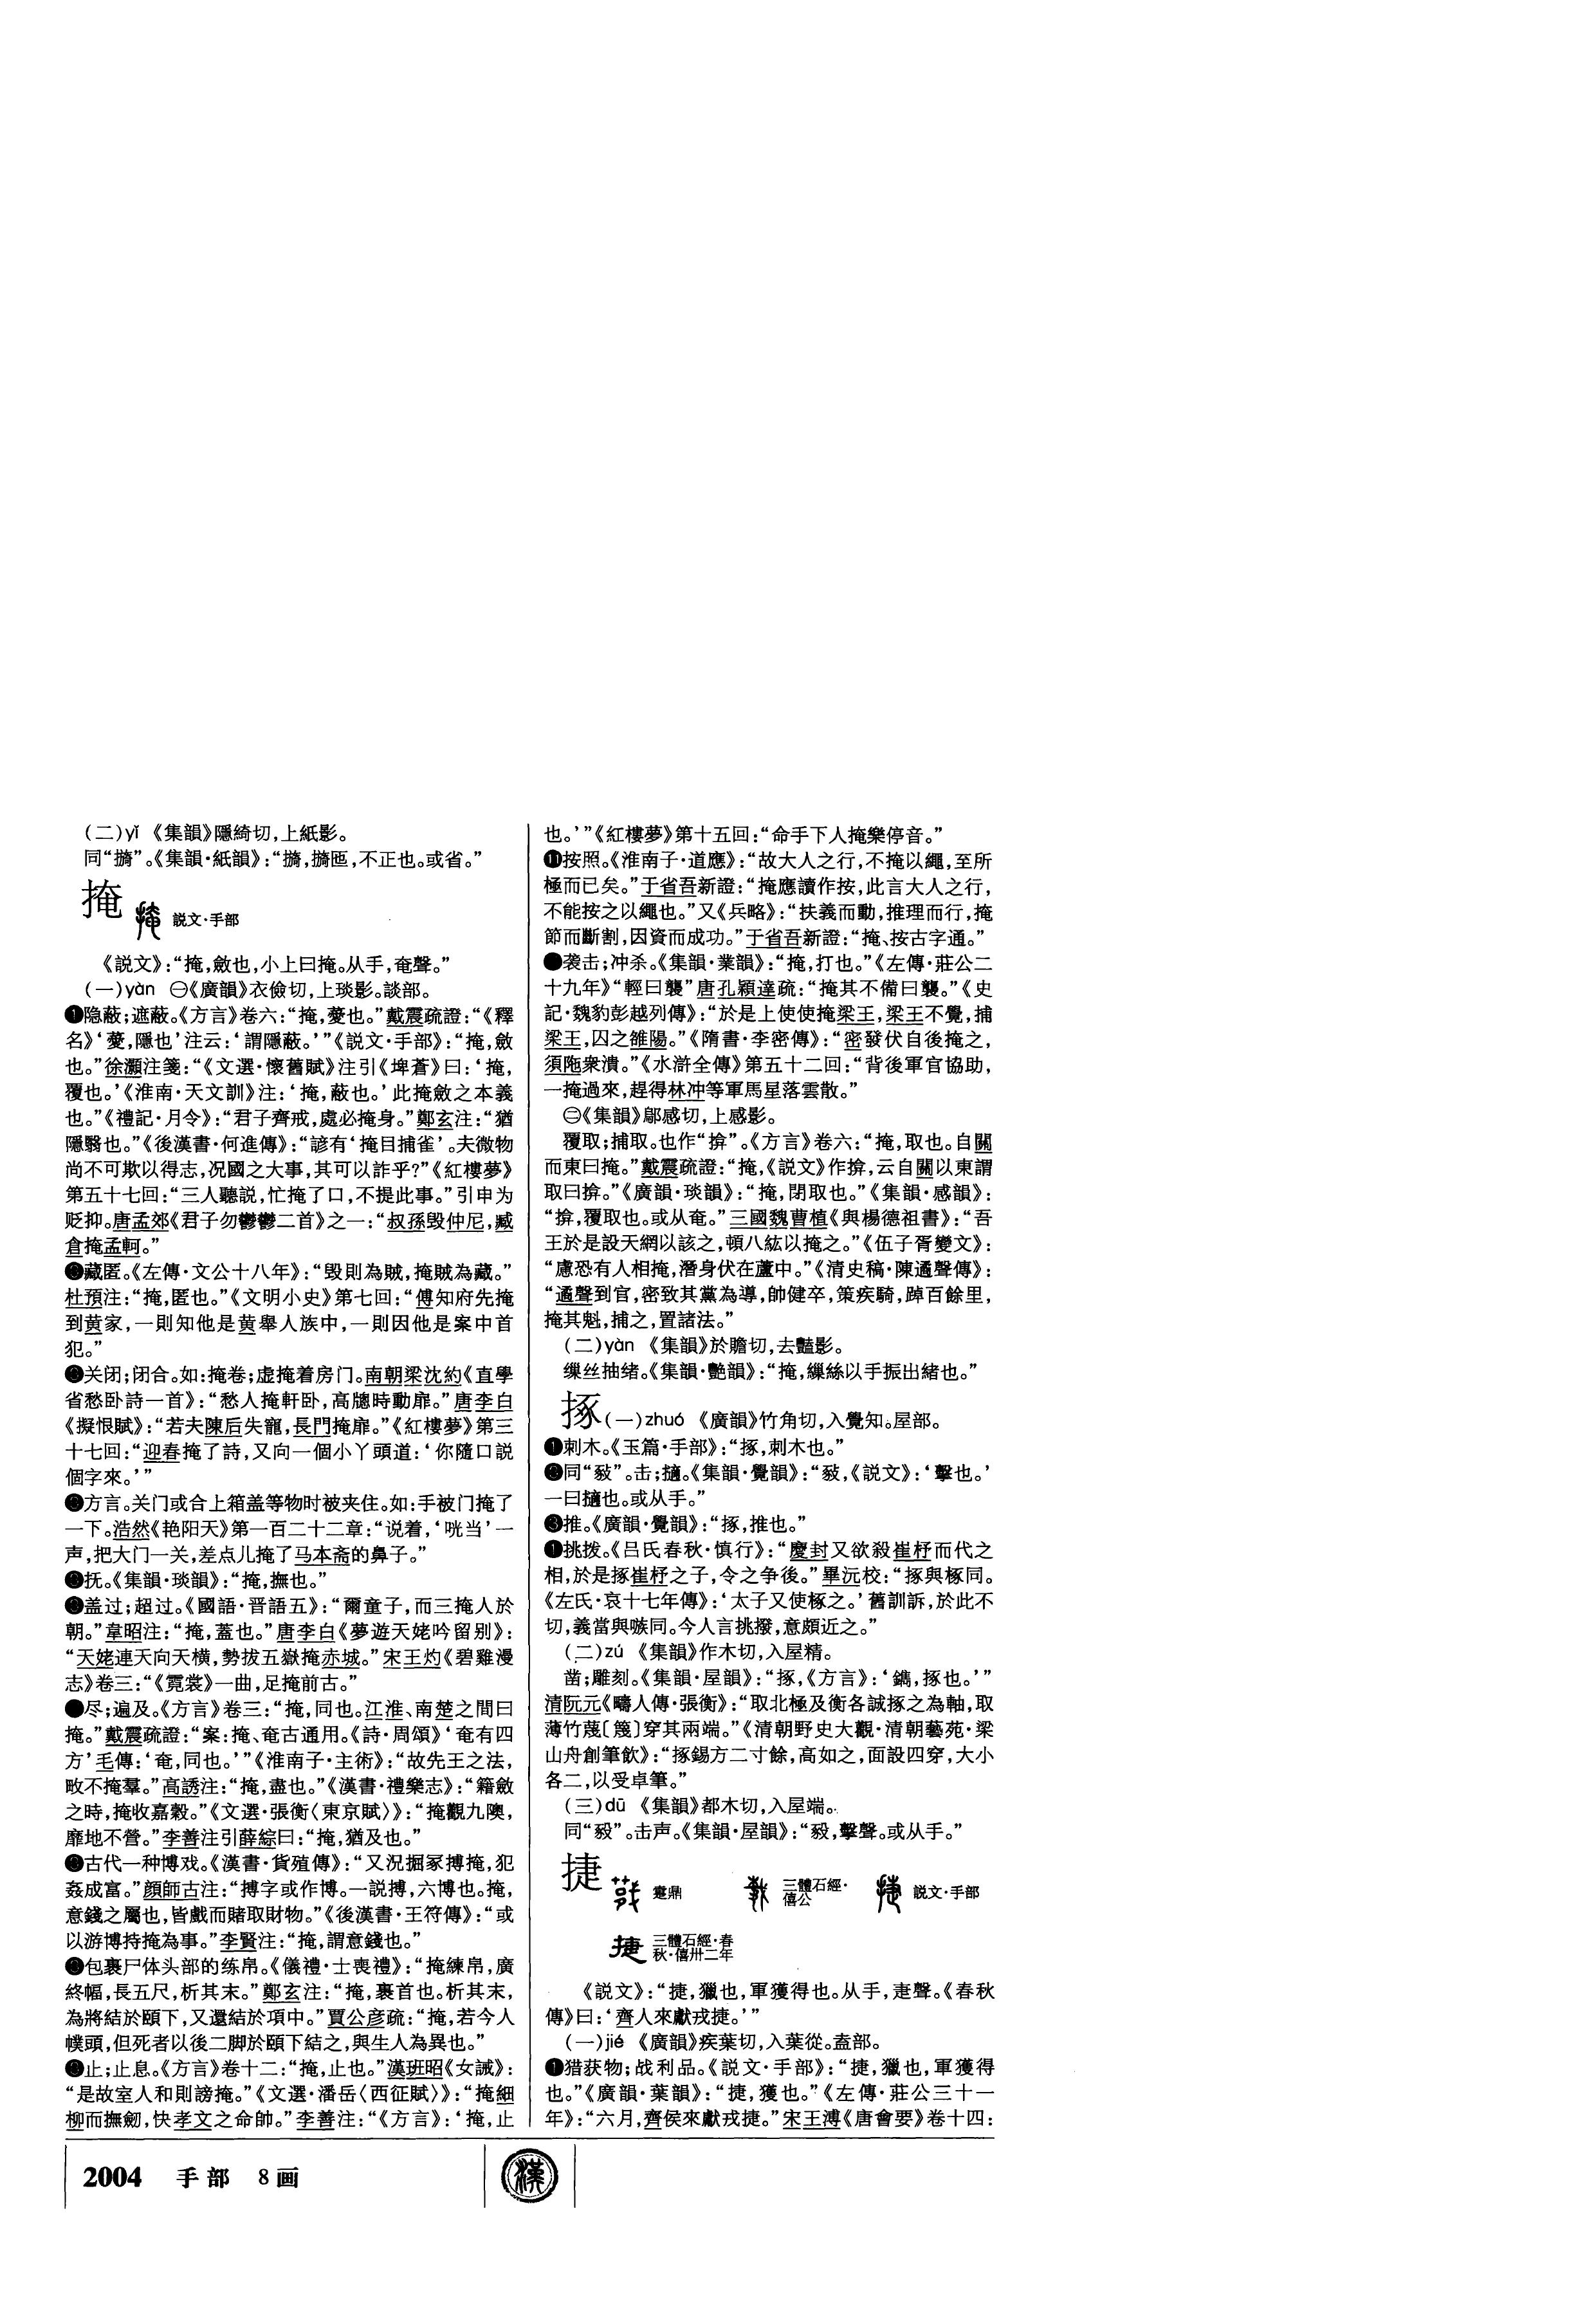 (二)yǐ 《集韻》隱綺切,上紙影。
同“掎”。《集韻·紙韻》:“掎,掎匜,不正也。或省。”
掩 説文·手部
《説文》:“掩,斂也,小上曰掩。从手,奄聲。”
(一)yǎn ㊀《廣韻》衣儉切,上琰影。談部。
❶隐蔽;遮蔽。《方言》卷六:“掩,薆也。”戴震疏證:“《釋
名》‘薆,隱也’注云:‘謂隱蔽。’”《説文·手部》:“掩,斂
也。”徐灝注箋:“《文選·懷舊賦》注引《埤蒼》曰:‘掩,
覆也。’《淮南·天文訓》注:‘掩,蔽也。’此掩斂之本義
也。”《禮記·月令》:“君子齊戒,處必掩身。”鄭玄注:“猶
隱翳也。”《後漢書·何進傳》:“諺有‘掩目捕雀’。夫微物
尚不可欺以得志,况國之大事,其可以詐乎?”《紅樓夢》
第五十七回:“三人聽説,忙掩了口,不提此事。”引申为
贬抑。唐孟郊《君子勿鬱鬱二首》之一:“叔孫毁仲尼,臧
倉掩孟軻。”
藏匿。《左傳·文公十八年》:“毁則為賊,掩賊為藏。”
杜預注:“掩,匿也。”《文明小史》第七回:“傅知府先掩
到黄家,一則知他是黄舉人族中,一則因他是案中首
犯。”
关闭;闭合。如:掩卷;虚掩着房门。南朝梁沈約《直學
省愁卧詩一首》:“愁人掩軒卧,高牕時動扉。”唐李白
《擬恨賦》:“若夫陳后失寵,長門掩扉。”《紅樓夢》第三
十七回:“迎春掩了詩,又向一個小丫頭道:‘你隨口説
個字來。’”
方言。关门或合上箱盖等物时被夹住。如:手被门掩了
一下。浩然《艳阳天》第一百二十二章:“说着,‘咣当’一
声,把大门一关,差点儿掩了马本斋的鼻子。”
抚。《集韻·琰韻》:“掩,撫也。”
盖过;超过。《國語·晋語五》:“爾童子,而三掩人於
朝。”韋昭注:“掩,蓋也。”唐李白《夢遊天姥吟留别》:
“天姥連天向天横,勢拔五嶽掩赤城。”宋王灼《碧雞漫
志》卷三:“《霓裳》一曲,足掩前古。”
尽;遍及。《方言》卷三:“掩,同也。江淮、南楚之間曰
掩。”戴震疏證:“案:掩、奄古通用。《詩·周頌》‘奄有四
方’毛傳:‘奄,同也。’”《淮南子·主術》:“故先王之法,
畋不掩羣。”高誘注:“掩,盡也。”《漢書·禮樂志》:“籍斂
之時,掩收嘉穀。”《文選·張衡〈東京賦〉》:“掩觀九隩,
靡地不營。”李善注引薛綜曰:“掩,猶及也。”
古代一种博戏。《漢書·貨殖傳》:“又況掘冢搏掩,犯
姦成富。”顔師古注:“搏字或作博。一説搏,六博也。掩,
意錢之屬也,皆戲而賭取財物。”《後漢書·王符傳》:“或
以游博持掩為事。”李賢注:“掩,謂意錢也。”
包裹尸体头部的练帛。《儀禮·士喪禮》:“掩練帛,廣
終幅,長五尺,析其末。”鄭玄注:“掩,裹首也。析其末,
為將結於頤下,又還結於項中。”賈公彦疏:“掩,若今人
幞頭,但死者以後二脚於頤下結之,與生人為異也。”
止;止息。《方言》卷十二:“掩,止也。”漢班昭《女誡》:
“是故室人和則謗掩。”《文選·潘岳〈西征賦〉》:“掩細
柳而撫劒,快孝文之命帥。”李善注:“《方言》:‘掩,止
也。’”《紅樓夢》第十五回:“命手下人掩樂停音。”
⓫按照。《淮南子·道應》:“故大人之行,不掩以繩,至所
極而已矣。”于省吾新證:“掩應讀作按,此言大人之行,
不能按之以繩也。”又《兵略》:“扶義而動,推理而行,掩
節而斷割,因資而成功。”于省吾新證:“掩、按古字通。”
袭击;冲杀。《集韻·業韻》:“掩,打也。”《左傳·莊公二
十九年》“輕曰襲”唐孔穎達疏:“掩其不備曰襲。”《史
記·魏豹彭越列傳》:“於是上使使掩梁王,梁王不覺,捕
梁王,囚之雒陽。”《隋書·李密傳》:“密發伏自後掩之,
須陁衆潰。”《水滸全傳》第五十二回:“背後軍官協助,
一掩過來,趕得林冲等軍馬星落雲散。”
㊁《集韻》鄔感切,上感影。
覆取;捕取。也作“揜”。《方言》卷六:“掩,取也。自關
而東曰掩。”戴震疏證:“掩,《説文》作揜,云自關以東謂
取曰揜。”《廣韻·琰韻》:“掩,閉取也。”《集韻·感韻》:
“揜,覆取也。或从奄。”三國魏曹植《與楊德祖書》:“吾
王於是設天網以該之,頓八紘以掩之。”《伍子胥變文》:
“慮恐有人相掩,潛身伏在蘆中。”《清史稿·陳遹聲傳》:
“遹聲到官,密致其黨為導,帥健卒,策疾騎,踔百餘里,
掩其魁,捕之,置諸法。”
(二)yàn 《集韻》於贍切,去豔影。
缫丝抽绪。《集韻·艷韻》:“掩,繅絲以手振出緒也。”
㧻(一)zhuó 《廣韻》竹角切,入覺知。屋部。
❶刺木。《玉篇·手部》:“㧻,刺木也。”
❷同“㱾”。击;擿。《集韻·覺韻》:“㱾,《説文》:‘擊也。’
一曰擿也。或从手。”
❸推。《廣韻·覺韻》:“㧻,推也。”
挑拨。《吕氏春秋·慎行》:“慶封又欲殺崔杼而代之
相,於是㧻崔杼之子,令之争後。”畢沅校:“㧻與椓同。
《左氏·哀十七年傳》:‘太子又使椓之。’舊訓訴,於此不
切,義當與嗾同。今人言挑撥,意頗近之。”
(二)zú 《集韻》作木切,入屋精。
凿;雕刻。《集韻·屋韻》:“㧻,《方言》:‘鐫,㧻也。’”
清阮元《疇人傳·張衡》:“取北極及衡各諴㧻之為軸,取
薄竹蔑〔篾〕穿其兩端。”《清朝野史大觀·清朝藝苑·梁
山舟創筆飲》:“㧻錫方二寸餘,高如之,面設四穿,大小
各二,以受卓筆。”
(三)dū 《集韻》都木切,入屋端。
同“㱾”。击声。《集韻·屋韻》:“㱾,擊聲。或从手。”
捷 疌鼎 三體石經·僖公 説文·手部
三體石經·春秋·僖卅二年
《説文》:“捷,獵也,軍獲得也。从手,疌聲。《春秋
傳》曰:‘齊人來獻戎捷。’”
(一)jié 《廣韻》疾葉切,入葉從。盍部。
❶猎获物;战利品。《説文·手部》:“捷,獵也,軍獲得
也。”《廣韻·葉韻》:“捷,獲也。”《左傳·莊公三十一
年》:“六月,齊侯來獻戎捷。”宋王溥《唐會要》卷十四:
2004 手部 8画
漢